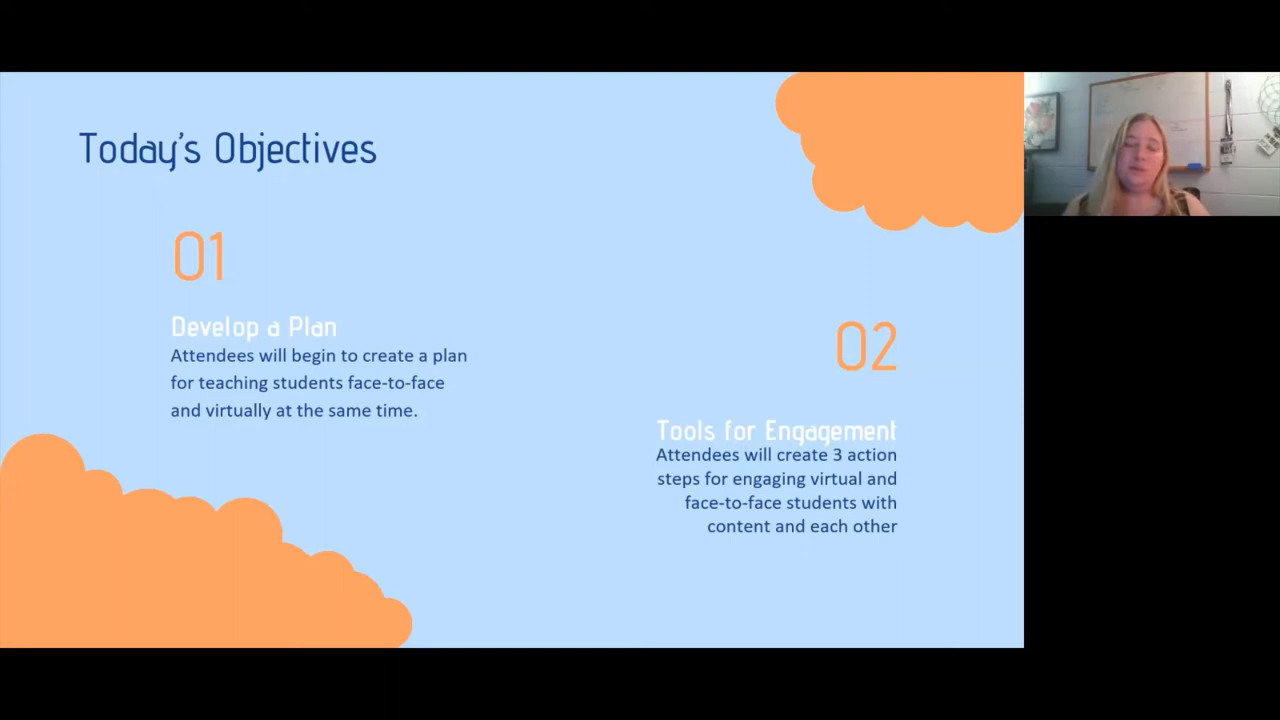 Today's Objectives
01
Develop a Plan
Attendees will begin to create a plan
for teaching students face-to-face
and virtually at the same time.
02
Tools for Engagement
Attendees will create 3 action
steps for engaging virtual and
face-to-face students with
content and each other